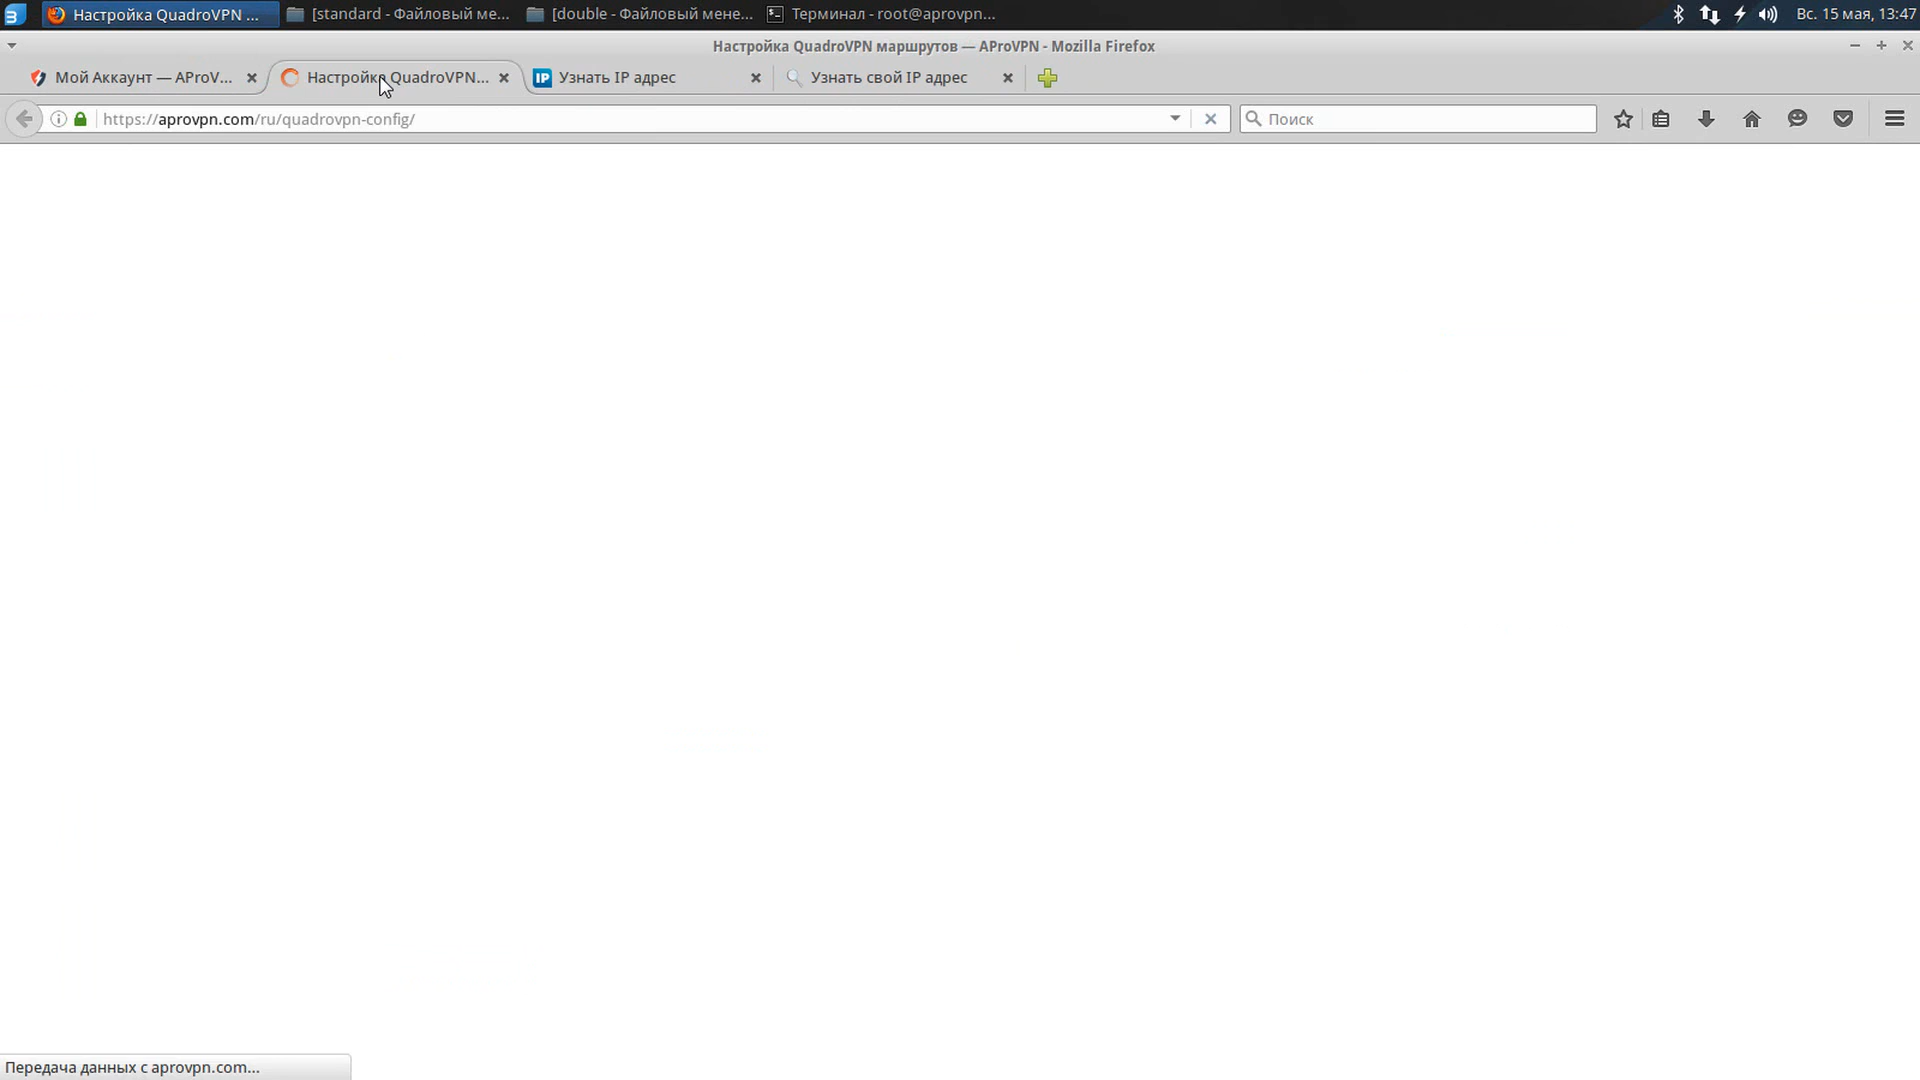 Настройка QuadroVPN ...
[standard - Файловый ме...
[double - Файловый мене...
Терминал - root@aprovpn...
Вс. 15 мая, 13:47
Настройка QuadroVPN маршрутов — AProVPN - Mozilla Firefox
Мой Аккаунт — AProV...
Настройка QuadroVPN...
IP
Узнать IP адрес
Узнать свой IP адрес
https://aprovpn.com/ru/quadrovpn-config/
Поиск
Передача данных с aprovpn.com...